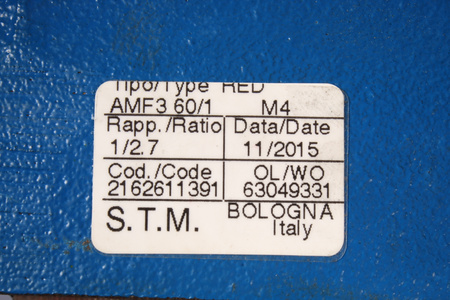 Tipo/Type RED
AMF3 60/1 M4
Rapp./Ratio Data/Date
1/2.7 11/2015
Cod./Code OL/WO
2162611391 63049331
S.T.M. BOLOGNA
Italy